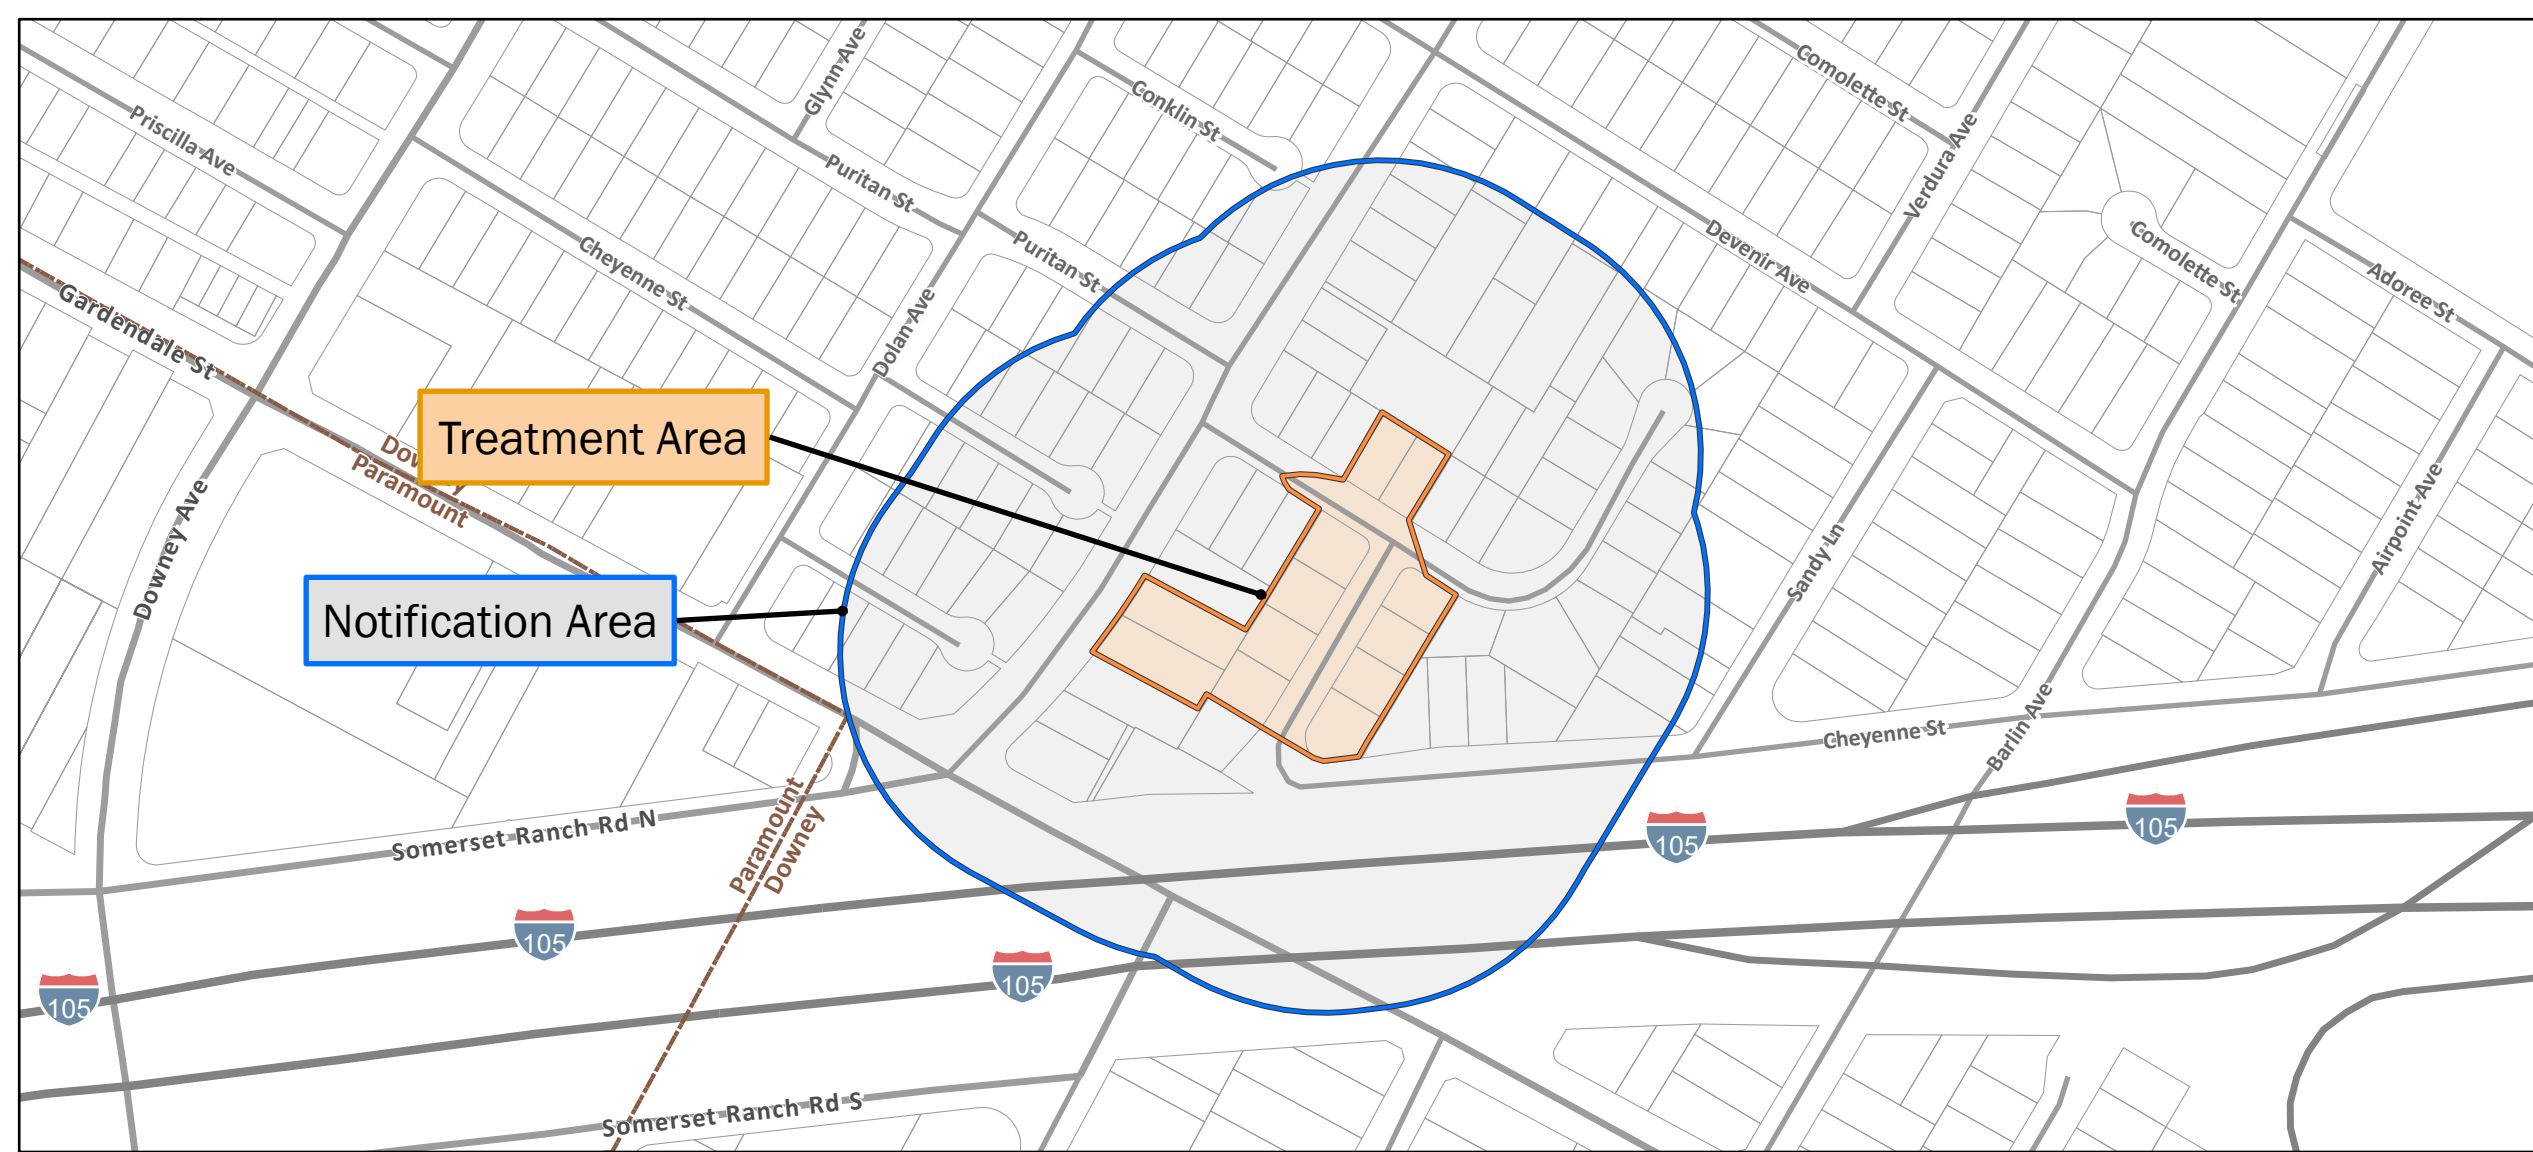 Glynn Ave
Comolette St
Conklin St
Priscilla Ave
Puritan St
Verdura Ave
Puritan St
Cheyenne St
Devenir Ave
Comolette St
Adoree St
Gardendale St
Dolan Ave
Treatment Area
Paramount
Downey Ave
Airpoint Ave
Sandy Ln
Notification Area
Cheyenne St
Barlin Ave
Somerset Ranch Rd N
Paramount
Downey
105
105
105
105
105
Somerset Ranch Rd S